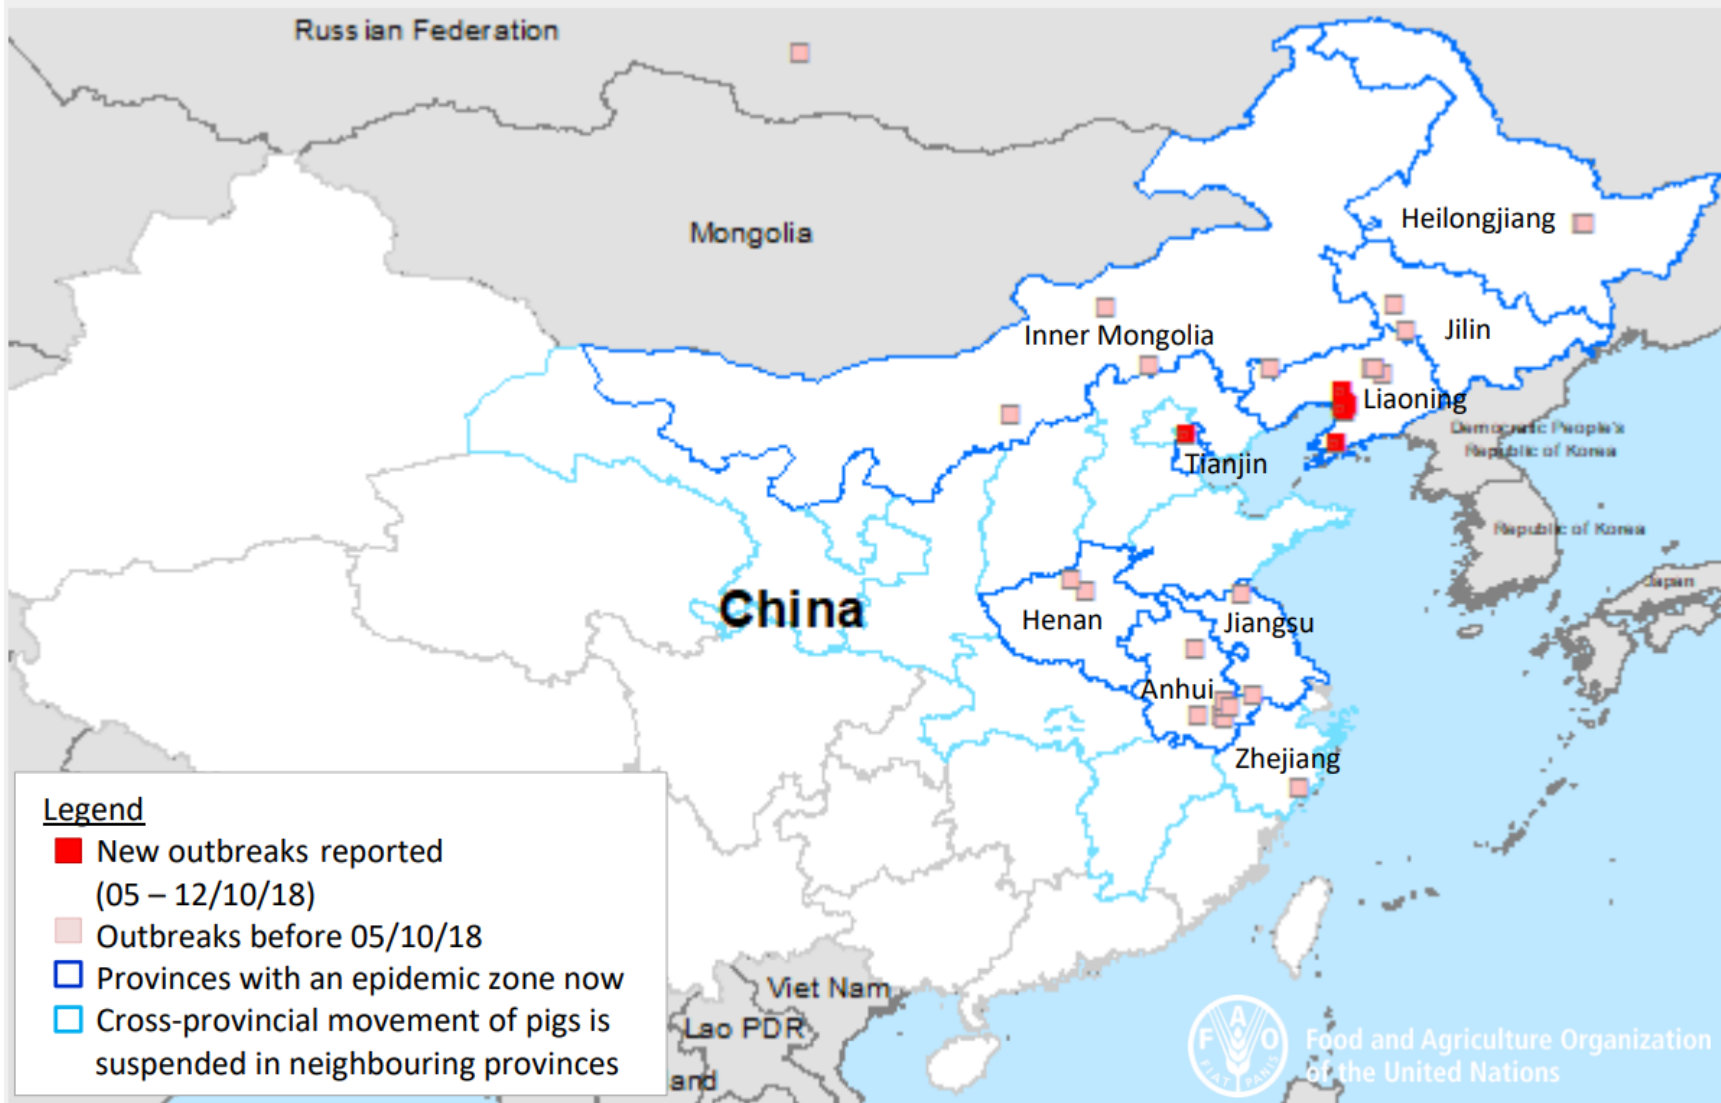 Russian Federation
Mongolia
Heilongjiang
Inner Mongolia
Jilin
Liaoning
Democratic People's
Republic of Korea
Tianjin
Republic of Korea
Japan
China
Henan
Jiangsu
Anhui
Zhejiang
Legend
New outbreaks reported
(05 – 12/10/18)
Outbreaks before 05/10/18
Provinces with an epidemic zone now
Cross-provincial movement of pigs is
suspended in neighbouring provinces
Viet Nam
Lao PDR
and
F A O
FIAT PANIS
Food and Agriculture Organization
of the United Nations